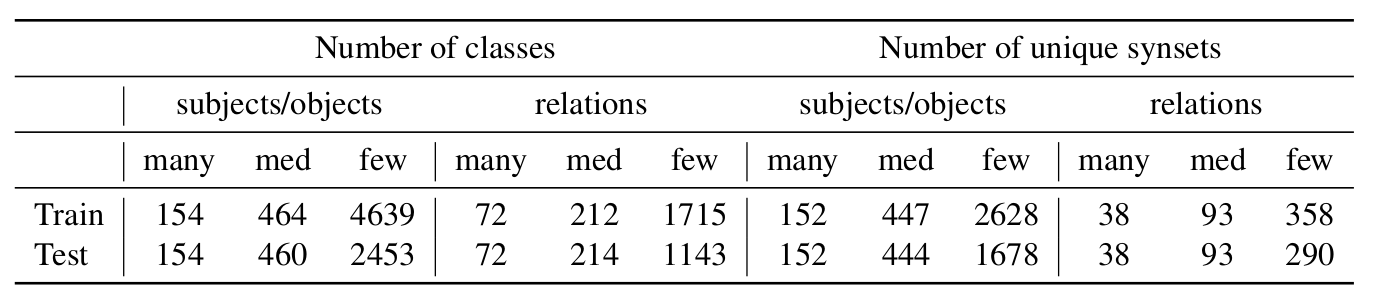 Number of classes Number of unique synsets
subjects/objects relations subjects/objects relations
many med few many med few many med few many med few
Train 154 464 4639 72 212 1715 152 447 2628 38 93 358
Test 154 460 2453 72 214 1143 152 444 1678 38 93 290